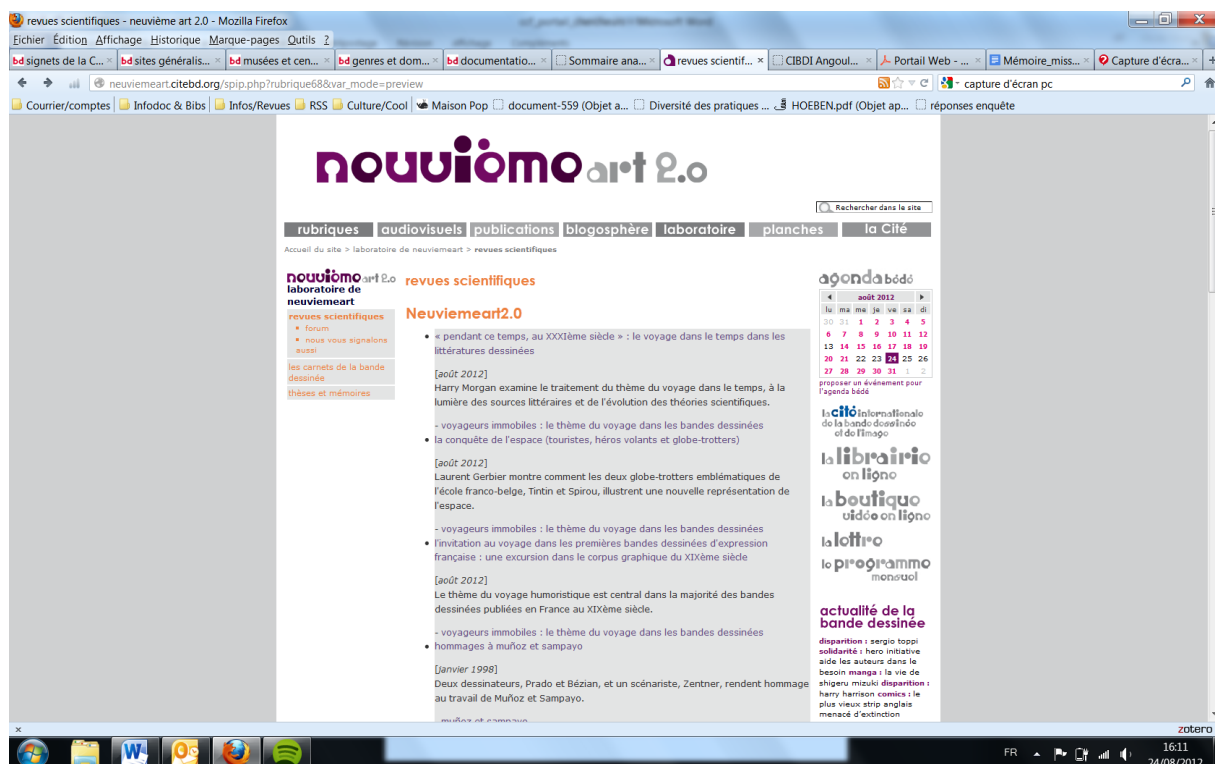 revues scientifiques - neuvième art 2.0 - Mozilla Firefox
Fichier Édition Affichage Historique Marque-pages Outils ?
bd signets de la C... bd sites généralis... bd musées et cen... bd genres et dom... bd documentatio... Sommaire ana... revues scientif... CIBDI Angoul... Portail Web - ... Mémoire_miss... Capture d'écra...
neuviemeart.citebd.org/spip.php?rubrique68&var_mode=preview
capture d'écran pc
Courrier/comptes Infodoc & Bibs Infos/Revues RSS Culture/Cool Maison Pop document-559 (Objet a... Diversité des pratiques ... HOEBEN.pdf (Objet ap... réponses enquête
neuvième art 2.0
Rechercher dans le site
rubriques audiovisuels publications blogosphère laboratoire planches la Cité
Accueil du site > laboratoire de neuviemeart > revues scientifiques
neuvième art 2.0
laboratoire de
neuviemeart
revues scientifiques
forum
nous vous signalons
aussi
les carnets de la bande
dessinée
thèses et mémoires
revues scientifiques
Neuviemeart2.0
• « pendant ce temps, au XXXIème siècle » : le voyage dans le temps dans les
littératures dessinées
[août 2012]
Harry Morgan examine le traitement du thème du voyage dans le temps, à la
lumière des sources littéraires et de l'évolution des théories scientifiques.
- voyageurs immobiles : le thème du voyage dans les bandes dessinées
• la conquête de l'espace (touristes, héros volants et globe-trotters)
[août 2012]
Laurent Gerbier montre comment les deux globe-trotters emblématiques de
l'école franco-belge, Tintin et Spirou, illustrent une nouvelle représentation de
l'espace.
- voyageurs immobiles : le thème du voyage dans les bandes dessinées
• l'invitation au voyage dans les premières bandes dessinées d'expression
française : une excursion dans le corpus graphique du XIXème siècle
[août 2012]
Le thème du voyage humoristique est central dans la majorité des bandes
dessinées publiées en France au XIXème siècle.
- voyageurs immobiles : le thème du voyage dans les bandes dessinées
• hommages à muñoz et sampayo
[janvier 1998]
Deux dessinateurs, Prado et Bézian, et un scénariste, Zentner, rendent hommage
au travail de Muñoz et Sampayo.
- muñoz et sampayo
agenda bédé
août 2012
lu ma me je ve sa di
30 31 1 2 3 4 5
6 7 8 9 10 11 12
13 14 15 16 17 18 19
20 21 22 23 24 25 26
27 28 29 30 31 1 2
proposer un événement pour
l'agenda bédé
la cité internationale
de la bande dessinée
et de l'image
la librairie
en ligne
la boutique
vidéo en ligne
la lettre
le programme
mensuel
actualité de la
bande dessinée
disparition : sergio toppi
solidarité : hero initiative
aide les auteurs dans le
besoin manga : la vie de
shigeru mizuki disparition :
harry harrison comics : le
plus vieux strip anglais
menacé d'extinction
zotero
FR
16:11
24/08/2012